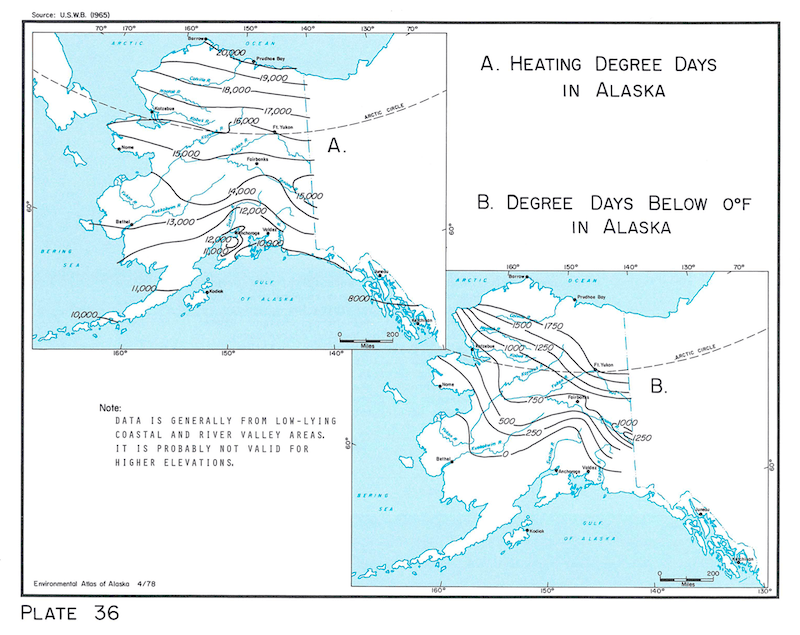 Source: U.S.W.B. (1965)
70° 170° 160° 150° 140° 70°
Barrow
ARCTIC OCEAN
20,000
Prudhoe Bay
19,000
Colville R.
18,000
Noatak R.
17,000
Kotzebue
Kobuk R.
16,000
Ft. Yukon
ARCTIC CIRCLE
Nome
15,000
Yukon R.
Fairbanks
A.
14,000
15,000
Kuskokwim R.
12,000
60°
13,000
Bethel
Valdez
12,000
Anchorage
10,000
11,000
60°
BERING
SEA
GULF
OF ALASKA
Juneau
11,000
Kodiak
8000
10,000
Ketchikan
0 200
Miles
160° 150° 140°
A. HEATING DEGREE DAYS
IN ALASKA
B. DEGREE DAYS BELOW 0°F
IN ALASKA
160° 150° 140° 70°
ARCTIC OCEAN
Barrow
Prudhoe Bay
1500 1750
1000 1250
Kotzebue
ARCTIC CIRCLE
Ft. Yukon
Nome
B.
750
Fairbanks
500
1000
250
1250
60°
Kuskokwim R.
0
Bethel
Anchorage
Valdez
60°
BERING
SEA
Juneau
GULF
OF ALASKA
Kodiak
Ketchikan
0 200
Miles
160° 150° 140° 130°
Note:
DATA IS GENERALLY FROM LOW-LYING
COASTAL AND RIVER VALLEY AREAS.
IT IS PROBABLY NOT VALID FOR
HIGHER ELEVATIONS.
Environmental Atlas of Alaska 4/78
PLATE 36